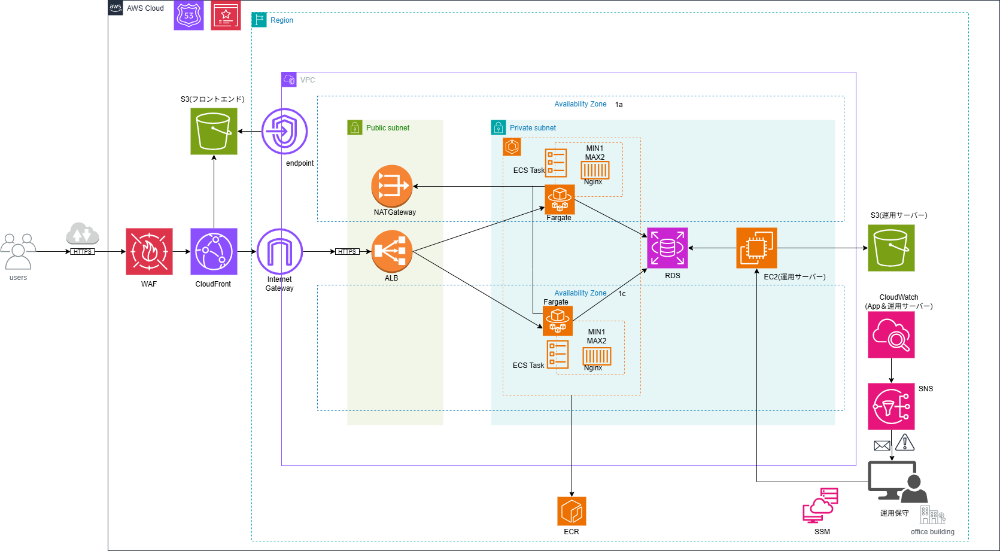 aws
AWS Cloud
53
Region
VPC
S3(フロントエンド)
Availability Zone
1a
Public subnet
Private subnet
MIN1
MAX2
ECS Task
Nginx
endpoint
NATGateway
Fargate
S3(運用サーバー)
HTTPS
HTTPS
users
WAF
CloudFront
Internet
Gateway
ALB
RDS
EC2(運用サーバー)
Availability Zone
1c
Fargate
CloudWatch
(App＆運用サーバー)
MIN1
MAX2
ECS Task
Nginx
SNS
運用保守
ECR
SSM
office building